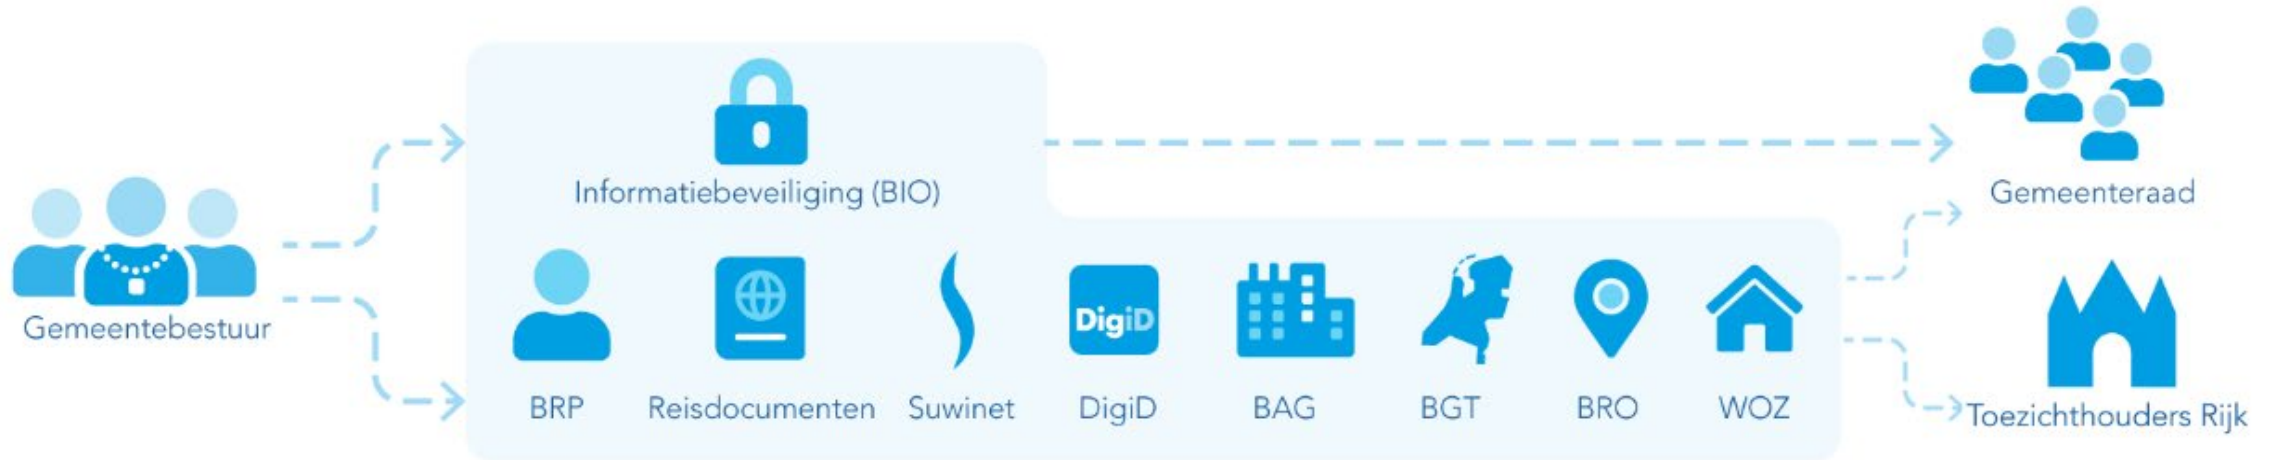 Informatiebeveiliging (BIO)
Gemeenteraad
Gemeentebestuur
DigiD
BRP
Reisdocumenten
Suwinet
DigiD
BAG
BGT
BRO
WOZ
Toezichthouders Rijk